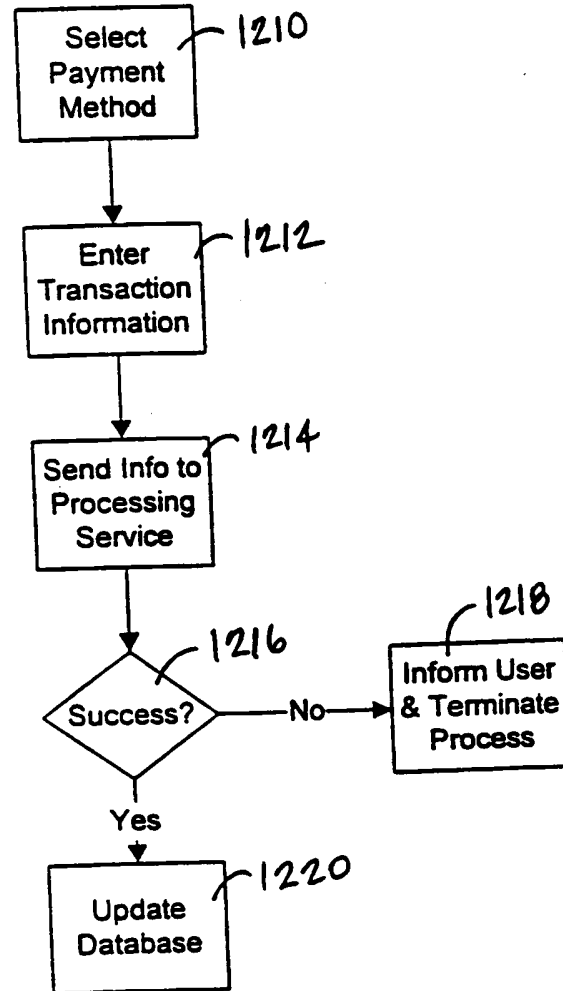 Select
Payment
Method
1210
Enter
Transaction
Information
1212
Send Info to
Processing
Service
1214
Success?
1216
No
Inform User
& Terminate
Process
1218
Yes
Update
Database
1220